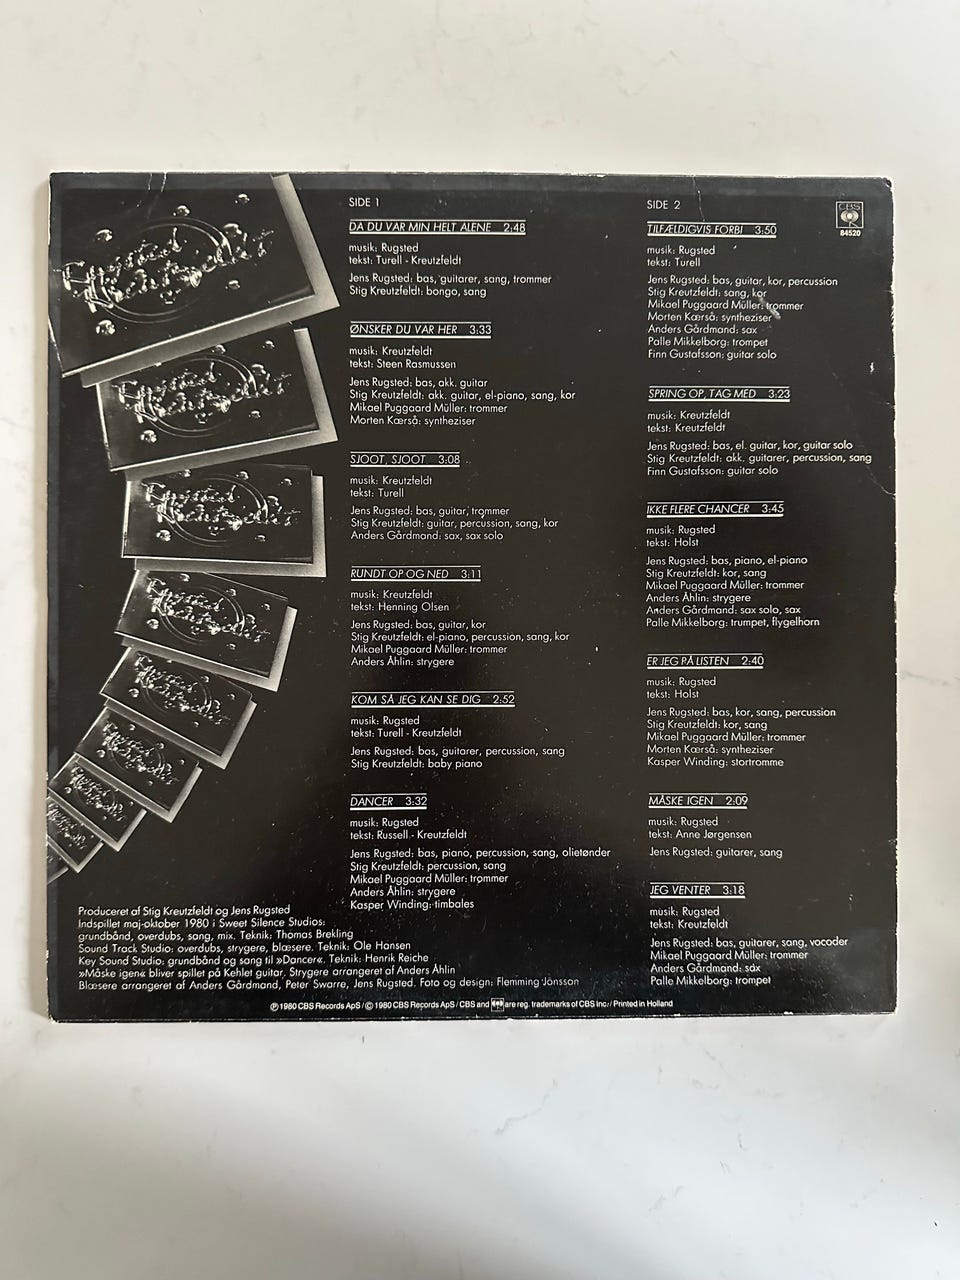 SIDE 1
DA DU VAR MIN HELT ALENE 2:48
musik: Rugsted
tekst: Turell - Kreutzfeldt
Jens Rugsted: bas, guitarer, sang, trommer
Stig Kreutzfeldt: bongo, sang
ØNSKER DU VAR HER 3:33
musik: Kreutzfeldt
tekst: Steen Rasmussen
Jens Rugsted: bas, akk. guitar
Stig Kreutzfeldt: akk. guitar, el-piano, sang, kor
Mikael Puggaard Müller: trommer
Morten Kærså: syntheziser
SJOOT, SJOOT 3:08
musik: Kreutzfeldt
tekst: Turell
Jens Rugsted: bas, guitar, trommer
Stig Kreutzfeldt: guitar, percussion, sang, kor
Anders Gårdmand: sax, sax solo
RUNDT OP OG NED 3:11
musik: Kreutzfeldt
tekst: Henning Olsen
Jens Rugsted: bas, guitar, kor
Stig Kreutzfeldt: el-piano, percussion, sang, kor
Mikael Puggaard Müller: trommer
Anders Åhlin: strygere
KOM SÅ JEG KAN SE DIG 2:52
musik: Rugsted
tekst: Turell - Kreutzfeldt
Jens Rugsted: bas, guitarer, percussion, sang
Stig Kreutzfeldt: baby piano
DANCER 3:32
musik: Rugsted
tekst: Russell - Kreutzfeldt
Jens Rugsted: bas, piano, percussion, sang, olietønder
Stig Kreutzfeldt: percussion, sang
Mikael Puggaard Müller: trommer
Anders Åhlin: strygere
Kasper Winding: timbales
SIDE 2
TILFÆLDIGVIS FORBI 3:50
musik: Rugsted
tekst: Turell
Jens Rugsted: bas, guitar, kor, percussion
Stig Kreutzfeldt: sang, kor
Mikael Puggaard Müller: trommer
Morten Kærså: syntheziser
Anders Gårdmand: sax
Palle Mikkelborg: trompet
Finn Gustafsson: guitar solo
SPRING OP, TAG MED 3:23
musik: Kreutzfeldt
tekst: Kreutzfeldt
Jens Rugsted: bas, el. guitar, kor, guitar solo
Stig Kreutzfeldt: akk. guitarer, percussion, sang
Finn Gustafsson: guitar solo
IKKE FLERE CHANCER 3:45
musik: Rugsted
tekst: Holst
Jens Rugsted: bas, piano, el-piano
Stig Kreutzfeldt: kor, sang
Mikael Puggaard Müller: trommer
Anders Åhlin: strygere
Anders Gårdmand: sax solo, sax
Palle Mikkelborg: trumpet, flygelhorn
ER JEG PÅ LISTEN 2:40
musik: Rugsted
tekst: Holst
Jens Rugsted: bas, kor, sang, percussion
Stig Kreutzfeldt: kor, sang
Mikael Puggaard Müller: trommer
Morten Kærså: syntheziser
Kasper Winding: stortromme
MÅSKE IGEN 2:09
musik: Rugsted
tekst: Anne Jørgensen
Jens Rugsted: guitarer, sang
JEG VENTER 3:18
musik: Rugsted
tekst: Kreutzfeldt
Jens Rugsted: bas, guitarer, sang, vocoder
Mikael Puggaard Müller: trommer
Anders Gårdmand: sax
Palle Mikkelborg: trompet
CBS
84520
Rugsted
Kreutzfeldt
Produceret af Stig Kreutzfeldt og Jens Rugsted
Indspillet maj-oktober 1980 i Sweet Silence Studios:
grundbånd, overdubs, sang, mix. Teknik: Thomas Brekling
Sound Track Studio: overdubs, strygere, blæsere. Teknik: Ole Hansen
Key Sound Studio: grundbånd og sang til »Dancer«. Teknik: Henrik Reiche
»Måske igen« bliver spillet på Kehlet guitar. Strygere arrangeret af Anders Åhlin
Blæsere arrangeret af Anders Gårdmand, Peter Swarre, Jens Rugsted. Foto og design: Flemming Jönsson
Ⓟ 1980 CBS Records ApS / © 1980 CBS Records ApS / CBS and are reg. trademarks of CBS Inc. / Printed in Holland